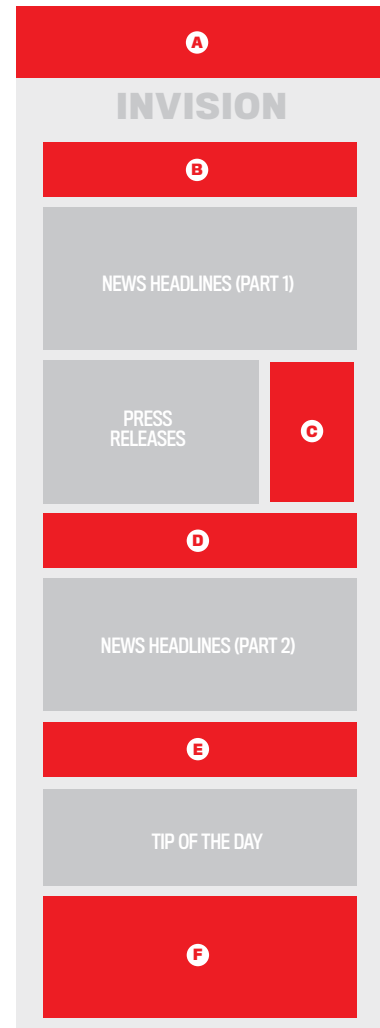 A
INVISION
B
NEWS HEADLINES (PART 1)
PRESS
RELEASES
C
D
NEWS HEADLINES (PART 2)
E
TIP OF THE DAY
F